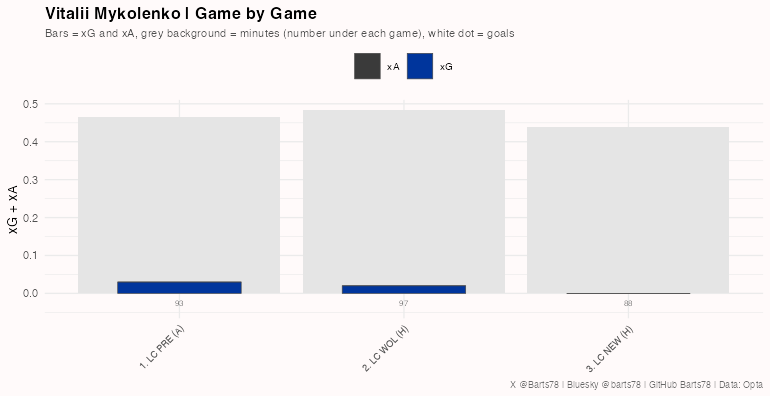 Vitalii Mykolenko | Game by Game
Bars = xG and xA, grey background = minutes (number under each game), white dot = goals
xA xG
xG + xA
0.5
0.4
0.3
0.2
0.1
0.0
93 97 88
1. LC PRE (A) 2. LC WOL (H) 3. LC NEW (H)
X @Barts78 | Bluesky @barts78 | GitHub Barts78 | Data: Opta